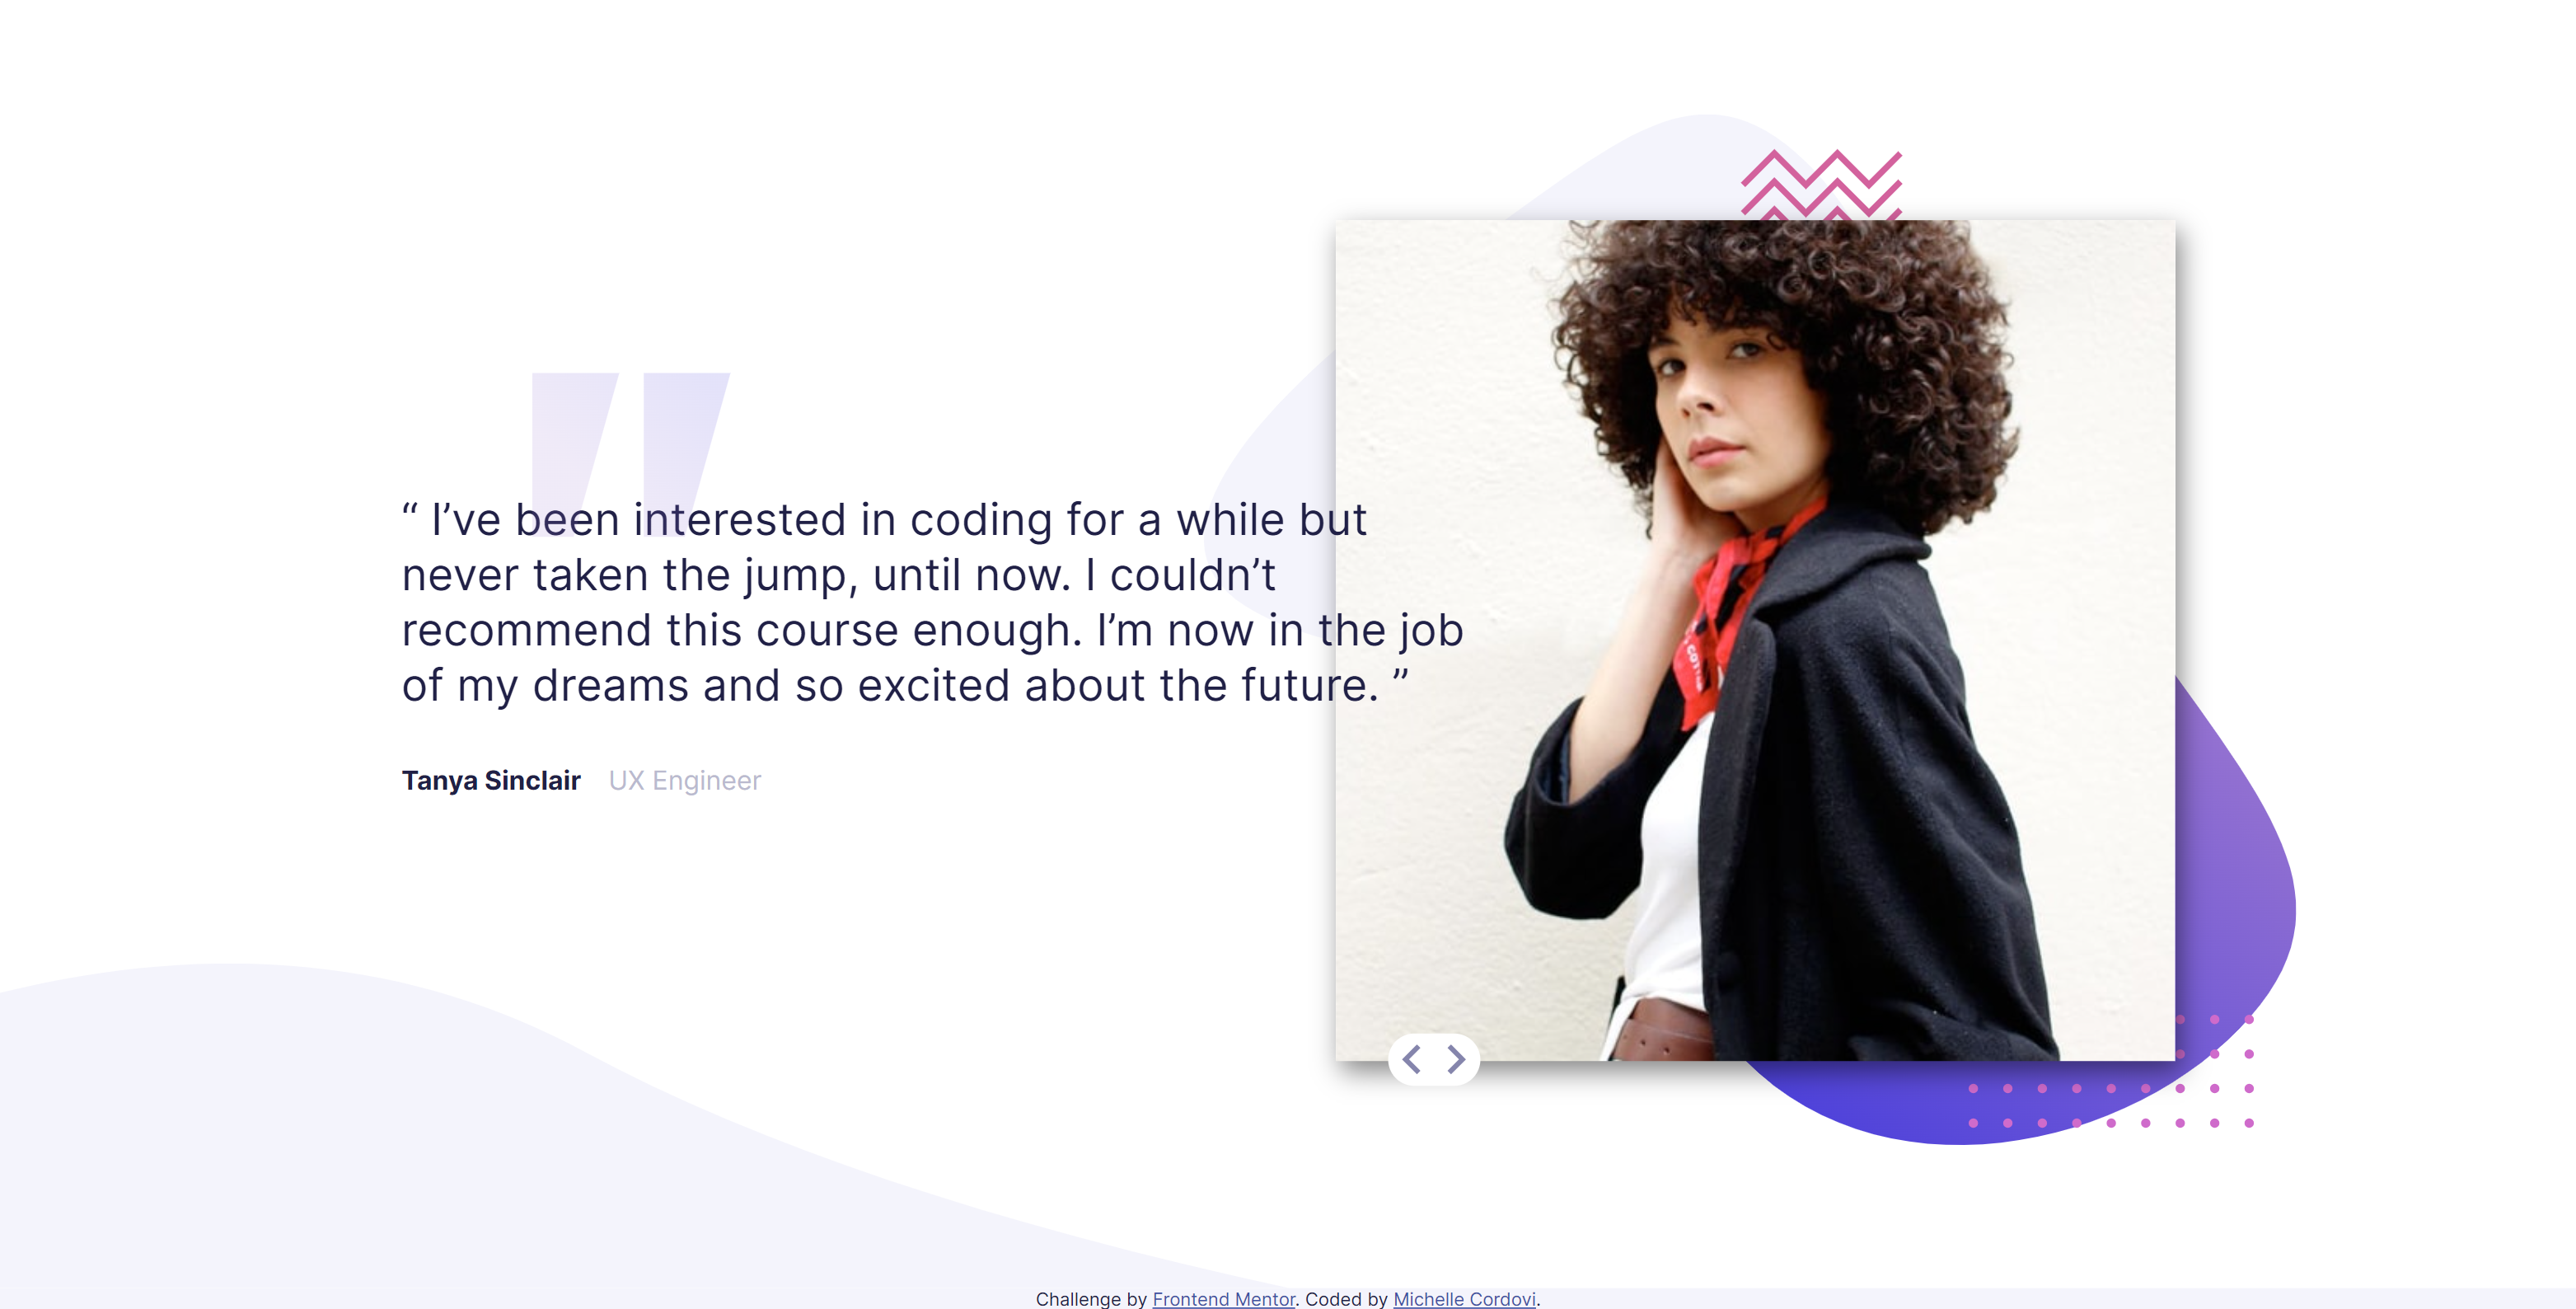 “ I’ve been interested in coding for a while but
never taken the jump, until now. I couldn’t
recommend this course enough. I’m now in the job
of my dreams and so excited about the future. ”
Tanya Sinclair UX Engineer
Challenge by Frontend Mentor. Coded by Michelle Cordovi.